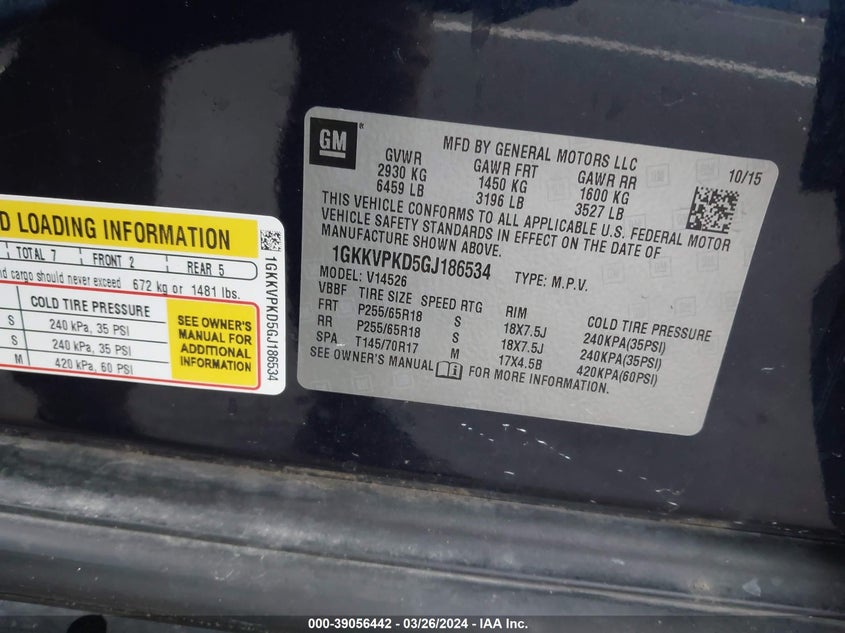 D LOADING INFORMATION
TOTAL 7 FRONT 2 REAR 5
nd cargo should never exceed 672 kg or 1481 lbs.
COLD TIRE PRESSURE
S 240 kPa, 35 PSI
S 240 kPa, 35 PSI
M 420 kPa, 60 PSI
SEE OWNER'S
MANUAL FOR
ADDITIONAL
INFORMATION
1GKKVPKD5GJ186534
GM®
MFD BY GENERAL MOTORS LLC
GVWR GAWR FRT GAWR RR
2930 KG 1450 KG 1600 KG
6459 LB 3196 LB 3527 LB
10/15
THIS VEHICLE CONFORMS TO ALL APPLICABLE U.S. FEDERAL MOTOR
VEHICLE SAFETY STANDARDS IN EFFECT ON THE DATE OF
MANUFACTURE SHOWN ABOVE.
1GKKVPKD5GJ186534 TYPE: M.P.V.
MODEL: V14526
VBBF TIRE SIZE SPEED RTG RIM COLD TIRE PRESSURE
FRT P255/65R18 S 18X7.5J 240KPA(35PSI)
RR P255/65R18 S 18X7.5J 240KPA(35PSI)
SPA T145/70R17 M 17X4.5B 420KPA(60PSI)
SEE OWNER'S MANUAL FOR MORE INFORMATION.
000-39056442 - 03/26/2024 - IAA Inc.